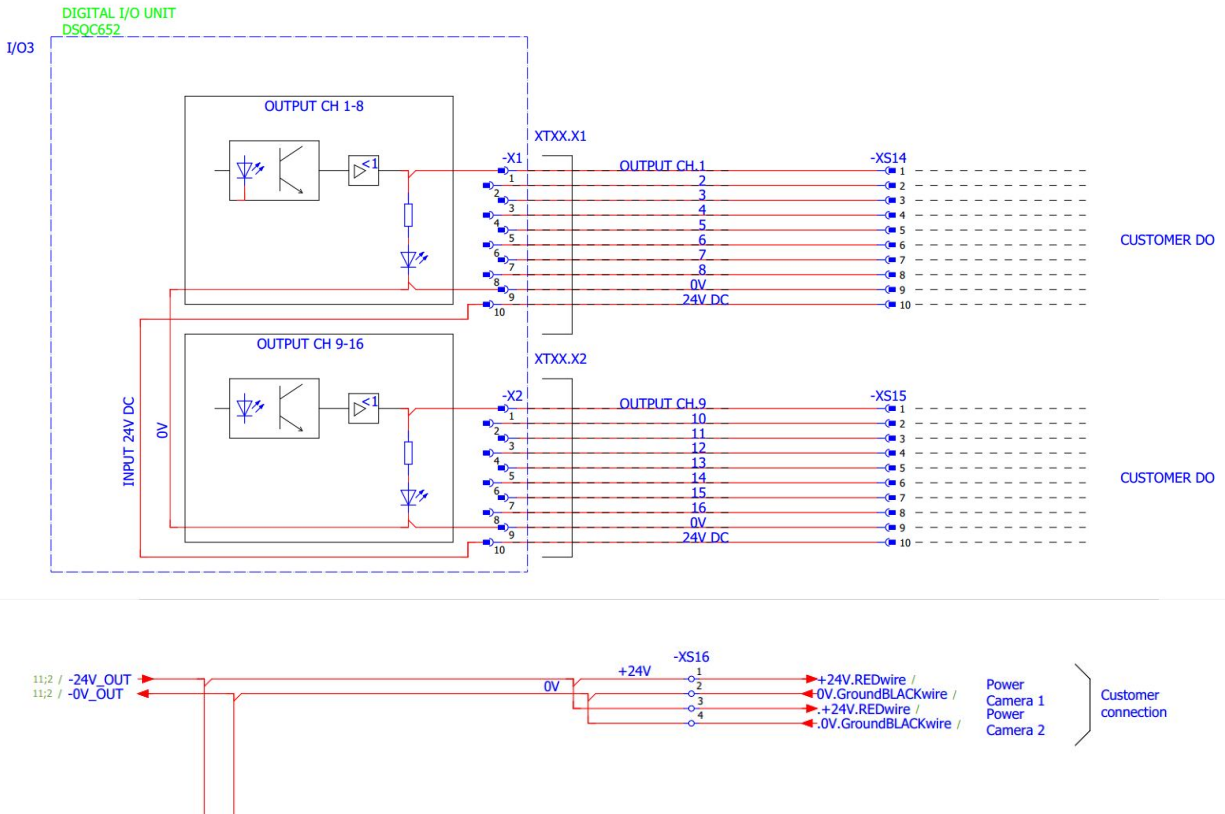 DIGITAL I/O UNIT
DSQC652
I/O3
OUTPUT CH 1-8
<1
XTXX.X1
-X1
-XS14
OUTPUT CH.1
1
1
2
2
2
3
3
3
4
4
4
5
5
5
6
6
6
7
7
7
8
8
8
0V
9
9
24V DC
10
10
CUSTOMER DO
INPUT 24V DC
0V
OUTPUT CH 9-16
<1
XTXX.X2
-X2
-XS15
OUTPUT CH.9
1
1
10
2
2
11
3
3
12
4
4
13
5
5
14
6
6
15
7
7
16
8
8
0V
9
9
24V DC
10
10
CUSTOMER DO
-XS16
11;2 / -24V_OUT
11;2 / -0V_OUT
+24V
0V
1
2
3
4
+24V.REDwire /
0V.GroundBLACKwire /
.+24V.REDwire /
.0V.GroundBLACKwire /
Power
Camera 1
Power
Camera 2
Customer
connection